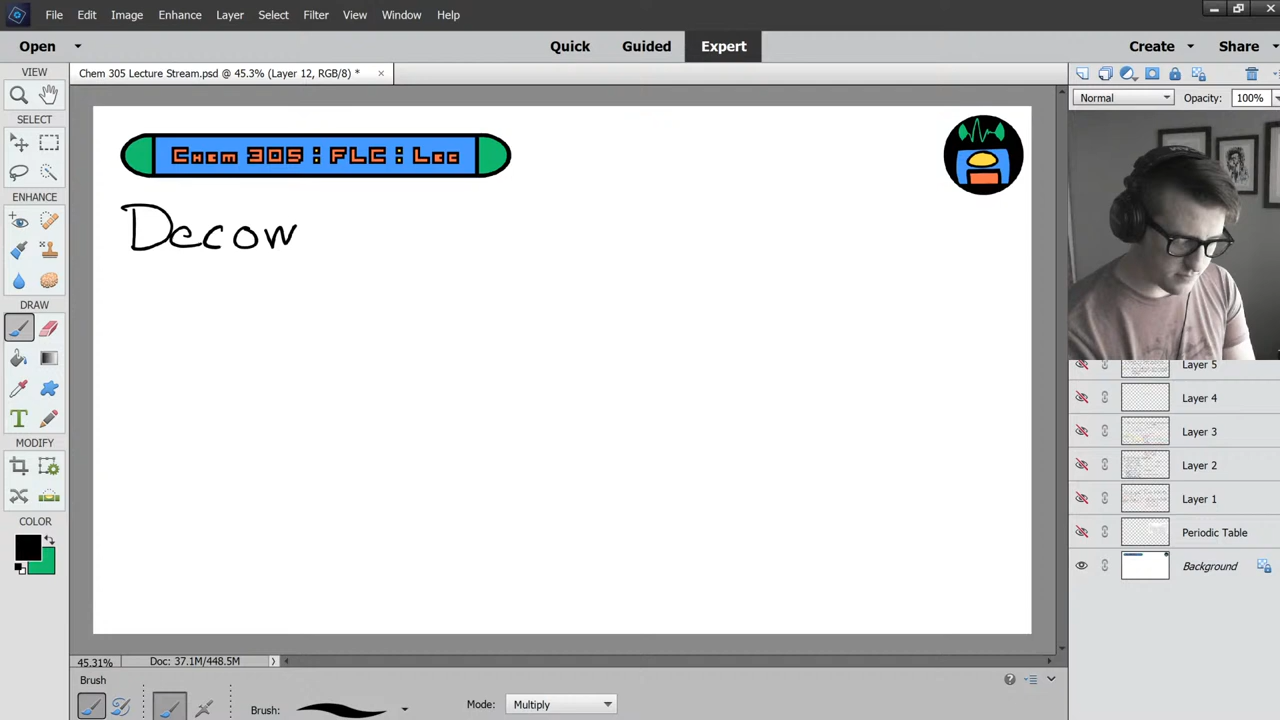 File Edit Image Enhance Layer Select Filter View Window Help
Open Quick Guided Expert Create Share
Chem 305 Lecture Stream.psd @ 45.3% (Layer 12, RGB/8) * ×
VIEW
SELECT
ENHANCE
DRAW
MODIFY
COLOR
Normal Opacity: 100%
Chem 305 : FLC : Lec
Decom
Layer 5
Layer 4
Layer 3
Layer 2
Layer 1
Periodic Table
Background
45.31% Doc: 37.1M/448.5M
Brush
Brush: Mode: Multiply